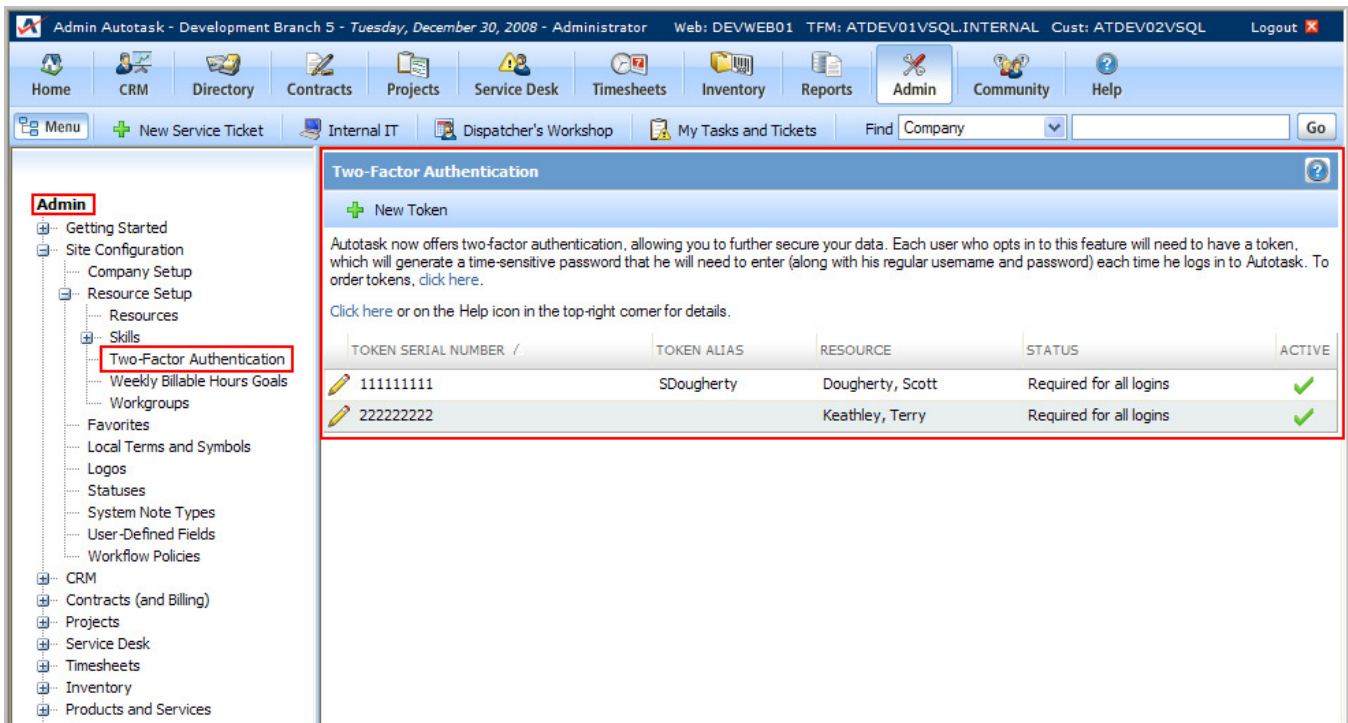 Admin Autotask - Development Branch 5 - Tuesday, December 30, 2008 - Administrator Web: DEVWEB01 TFM: ATDEV01VSQL.INTERNAL Cust: ATDEV02VSQL Logout
Home CRM Directory Contracts Projects Service Desk Timesheets Inventory Reports Admin Community Help
Menu New Service Ticket Internal IT Dispatcher's Workshop My Tasks and Tickets Find Company Go
Admin
Getting Started
Site Configuration
Company Setup
Resource Setup
Resources
Skills
Two-Factor Authentication
Weekly Billable Hours Goals
Workgroups
Favorites
Local Terms and Symbols
Logos
Statuses
System Note Types
User-Defined Fields
Workflow Policies
CRM
Contracts (and Billing)
Projects
Service Desk
Timesheets
Inventory
Products and Services
Two-Factor Authentication
New Token
Autotask now offers two-factor authentication, allowing you to further secure your data. Each user who opts in to this feature will need to have a token,
which will generate a time-sensitive password that he will need to enter (along with his regular username and password) each time he logs in to Autotask. To
order tokens, click here.
Click here or on the Help icon in the top-right corner for details.
TOKEN SERIAL NUMBER / TOKEN ALIAS RESOURCE STATUS ACTIVE
111111111 SDougherty Dougherty, Scott Required for all logins
222222222 Keathley, Terry Required for all logins